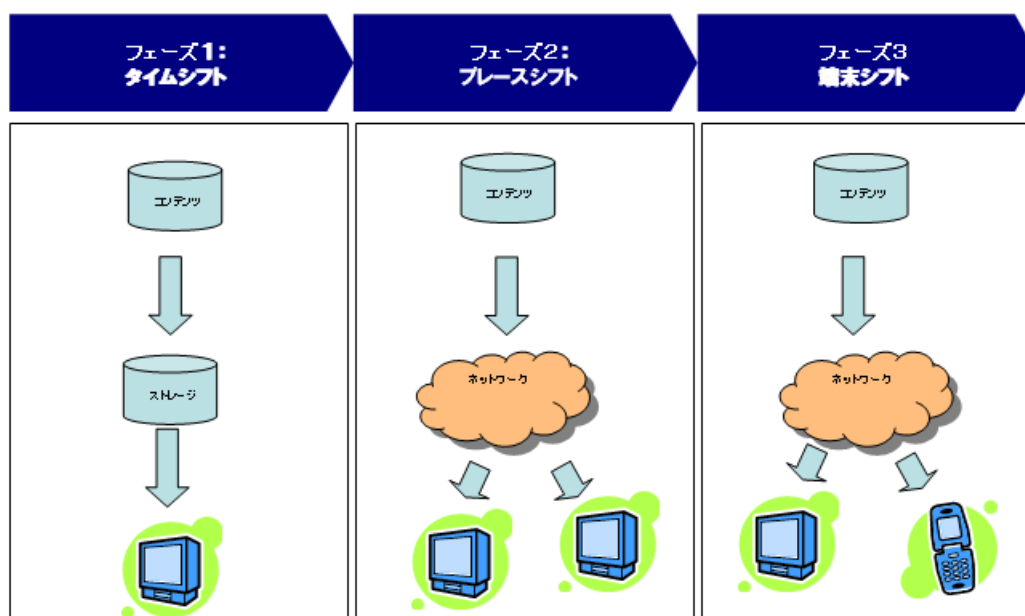 フェーズ1:
タイムシフト
フェーズ2:
プレースシフト
フェーズ3
端末シフト
コンテンツ
コンテンツ
コンテンツ
ストレージ
ネットワーク
ネットワーク